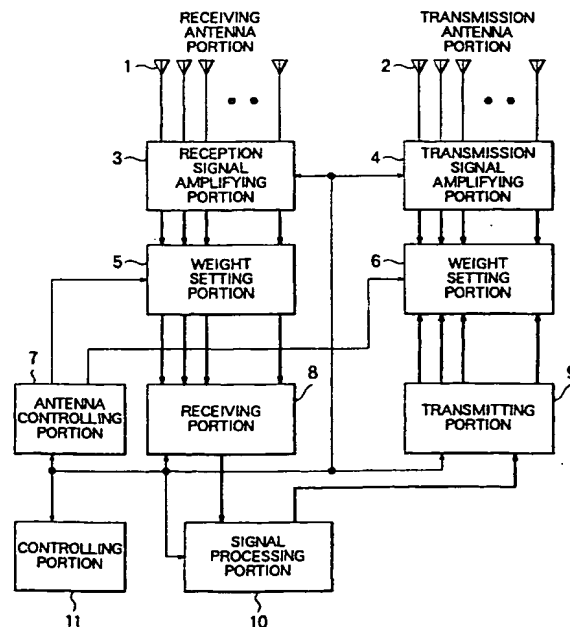 RECEIVING
ANTENNA
PORTION
TRANSMISSION
ANTENNA
PORTION
1
2
3
RECEPTION
SIGNAL
AMPLIFYING
PORTION
4
TRANSMISSION
SIGNAL
AMPLIFYING
PORTION
5
WEIGHT
SETTING
PORTION
6
WEIGHT
SETTING
PORTION
7
ANTENNA
CONTROLLING
PORTION
8
RECEIVING
PORTION
9
TRANSMITTING
PORTION
CONTROLLING
PORTION
11
SIGNAL
PROCESSING
PORTION
10